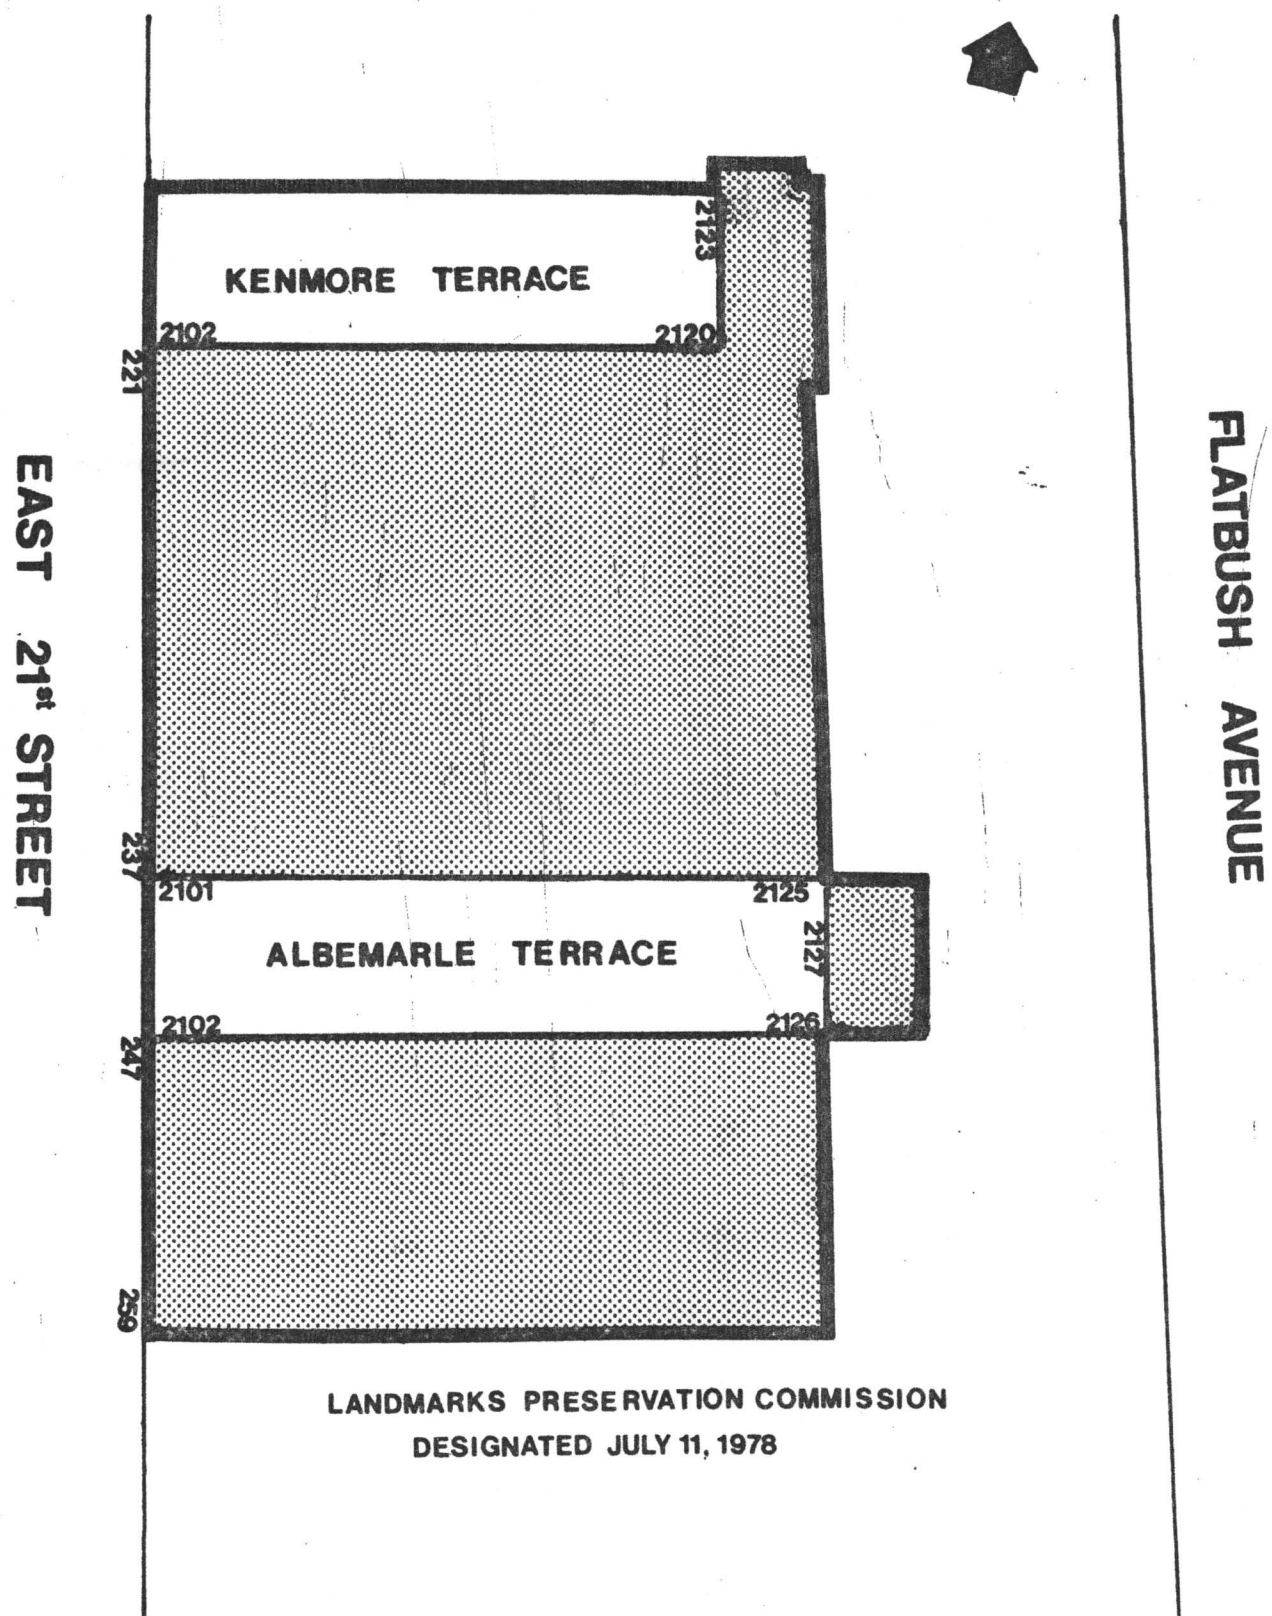 2123
KENMORE TERRACE
2102
2120
221
EAST 21st STREET
FLATBUSH AVENUE
237
2101
2125
ALBEMARLE TERRACE
2127
2102
2126
247
259
LANDMARKS PRESERVATION COMMISSION
DESIGNATED JULY 11, 1978